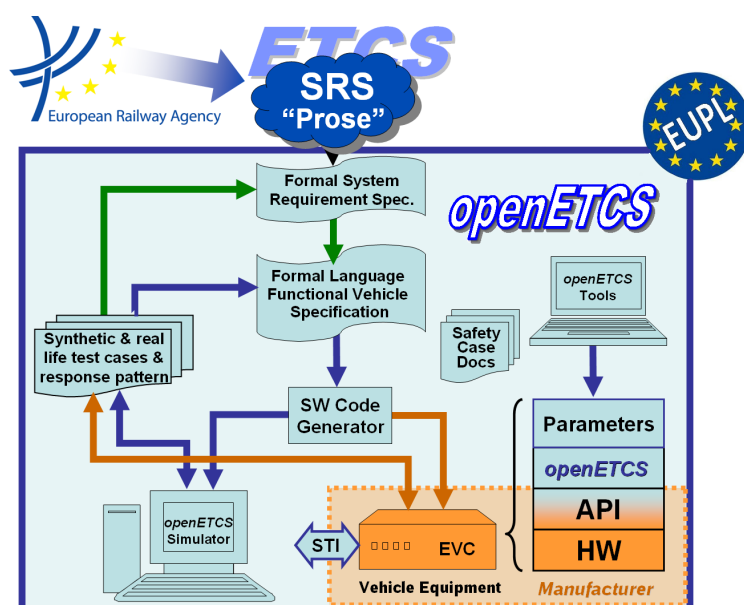 ETCS
SRS
“Prose”
European Railway Agency
EUPL
Formal System
Requirement Spec.
openETCS
Formal Language
Functional Vehicle
Specification
openETCS
Tools
Synthetic & real
life test cases &
response pattern
Safety
Case
Docs
SW Code
Generator
Parameters
openETCS
API
HW
openETCS
Simulator
STI
EVC
Vehicle Equipment
Manufacturer